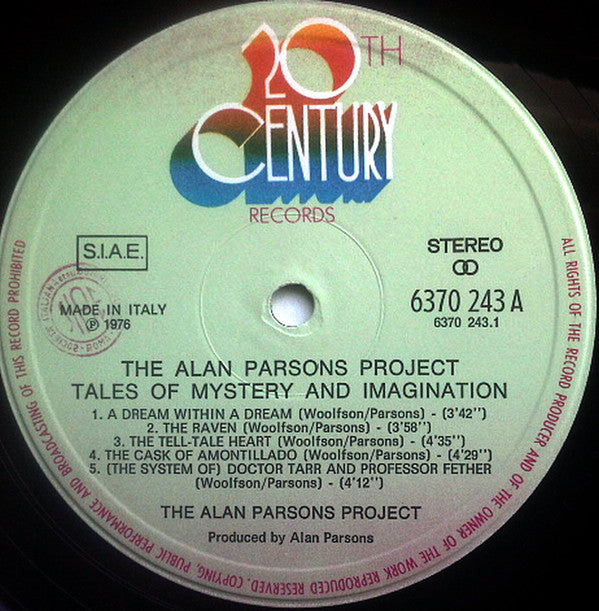 20TH
CENTURY
RECORDS
S.I.A.E.
STEREO
MADE IN ITALY
Ⓟ 1976
6370 243 A
6370 243.1
THE ALAN PARSONS PROJECT
TALES OF MYSTERY AND IMAGINATION
1. A DREAM WITHIN A DREAM (Woolfson/Parsons) - (3'42'')
2. THE RAVEN (Woolfson/Parsons) - (3'58'')
3. THE TELL-TALE HEART (Woolfson/Parsons) - (4'35'')
4. THE CASK OF AMONTILLADO (Woolfson/Parsons) - (4'29'')
5. (THE SYSTEM OF) DOCTOR TARR AND PROFESSOR FETHER
(Woolfson/Parsons) - (4'12'')
THE ALAN PARSONS PROJECT
Produced by Alan Parsons
ALL RIGHTS OF THE RECORD PRODUCER AND OF THE OWNER OF THE WORK REPRODUCED RESERVED. COPYING, PUBLIC PERFORMANCE AND BROADCASTING OF THIS RECORD PROHIBITED